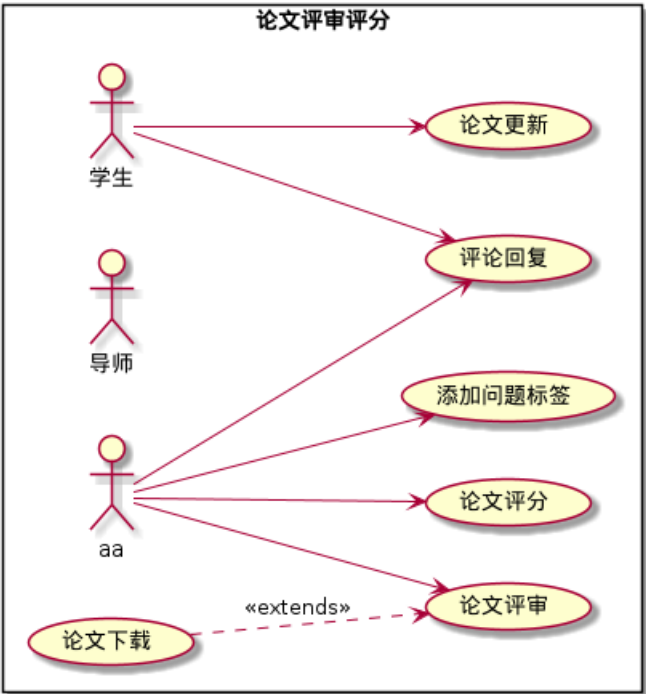 论文评审评分
论文更新
学生
评论回复
导师
添加问题标签
论文评分
aa
论文评审
«extends»
论文下载